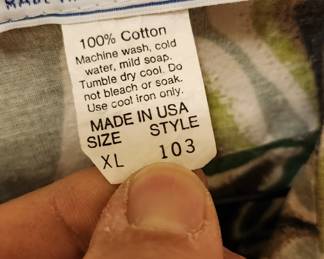 100% Cotton
Machine wash, cold
water, mild soap.
Tumble dry cool. Do
not bleach or soak.
Use cool iron only.
MADE IN USA
SIZE STYLE
XL 103